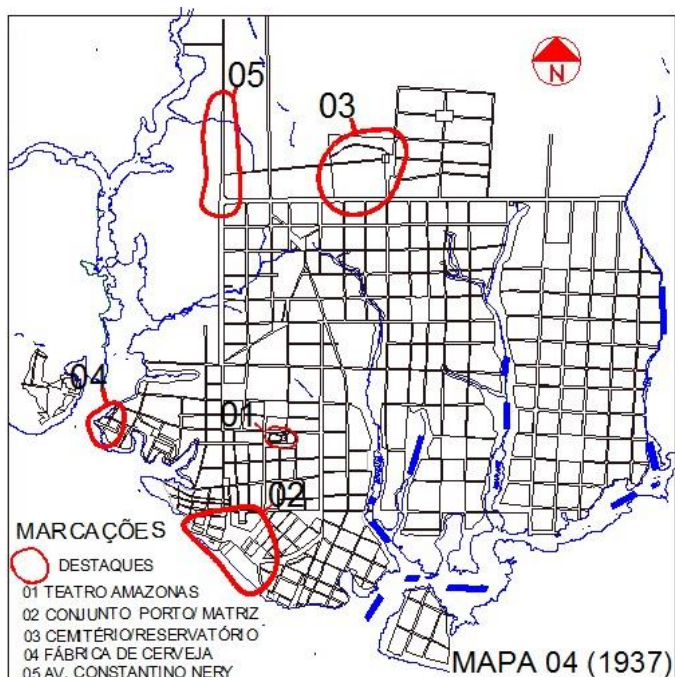 05
03
N
04
01
02
MARCAÇÕES
DESTAQUES
01 TEATRO AMAZONAS
02 CONJUNTO PORTO/ MATRIZ
03 CEMITÉRIO/RESERVATÓRIO
04 FÁBRICA DE CERVEJA
05 AV. CONSTANTINO NERY
MAPA 04 (1937)